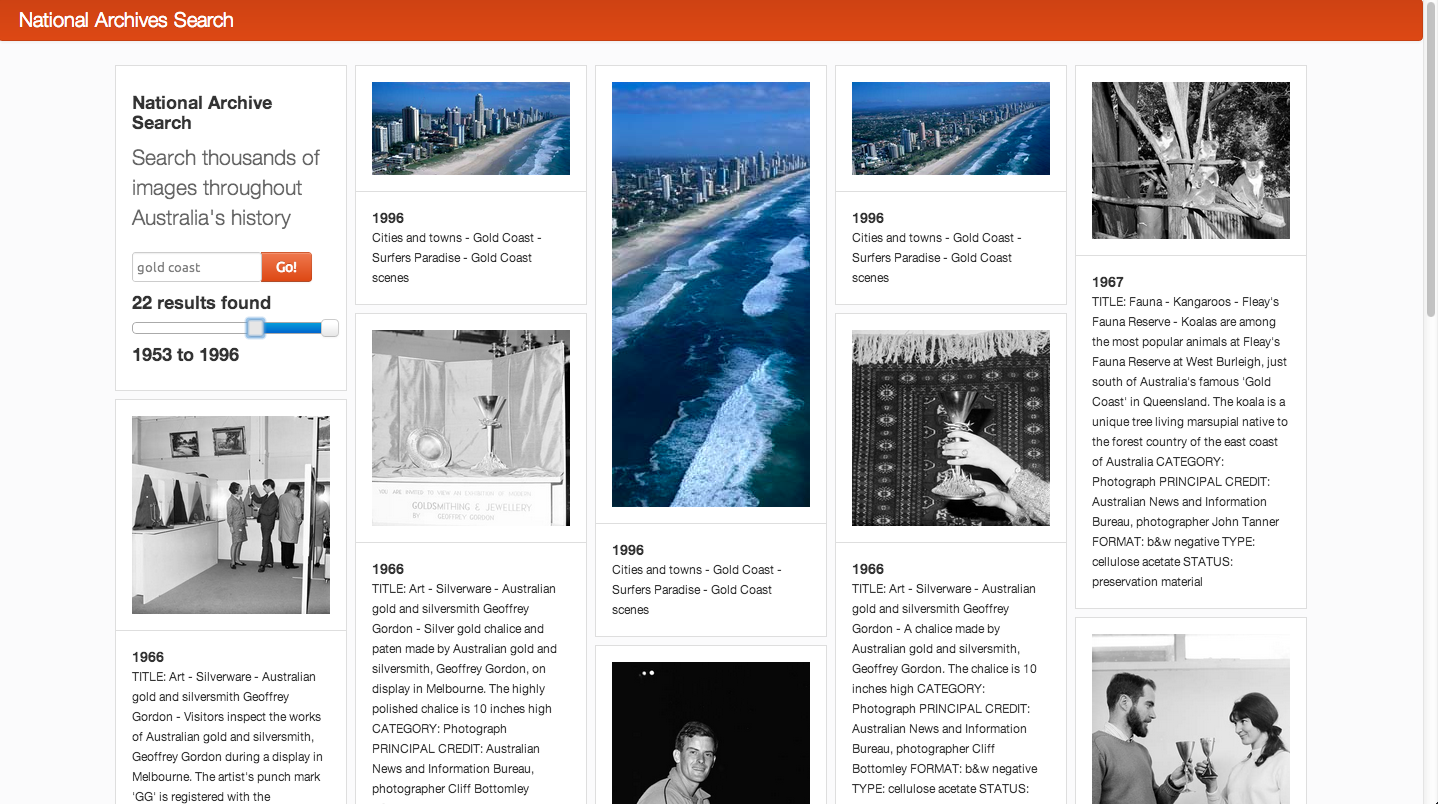 National Archives Search
National Archive
Search
Search thousands of
images throughout
Australia's history
gold coast
Go!
22 results found
1953 to 1996
1966
TITLE: Art - Silverware - Australian
gold and silversmith Geoffrey
Gordon - Visitors inspect the works
of Australian gold and silversmith,
Geoffrey Gordon during a display in
Melbourne. The artist's punch mark
'GG' is registered with the
1996
Cities and towns - Gold Coast -
Surfers Paradise - Gold Coast
scenes
YOU ARE INVITED TO VIEW AN EXHIBITION OF MODERN
GOLDSMITHING & JEWELLERY
BY GEOFFREY GORDON
1966
TITLE: Art - Silverware - Australian
gold and silversmith Geoffrey
Gordon - Silver gold chalice and
paten made by Australian gold and
silversmith, Geoffrey Gordon, on
display in Melbourne. The highly
polished chalice is 10 inches high
CATEGORY: Photograph
PRINCIPAL CREDIT: Australian
News and Information Bureau,
photographer Cliff Bottomley
1996
Cities and towns - Gold Coast -
Surfers Paradise - Gold Coast
scenes
1996
Cities and towns - Gold Coast -
Surfers Paradise - Gold Coast
scenes
1966
TITLE: Art - Silverware - Australian
gold and silversmith Geoffrey
Gordon - A chalice made by
Australian gold and silversmith,
Geoffrey Gordon. The chalice is 10
inches high CATEGORY:
Photograph PRINCIPAL CREDIT:
Australian News and Information
Bureau, photographer Cliff
Bottomley FORMAT: b&w negative
TYPE: cellulose acetate STATUS:
1967
TITLE: Fauna - Kangaroos - Fleay's
Fauna Reserve - Koalas are among
the most popular animals at Fleay's
Fauna Reserve at West Burleigh, just
south of Australia's famous 'Gold
Coast' in Queensland. The koala is a
unique tree living marsupial native to
the forest country of the east coast
of Australia CATEGORY:
Photograph PRINCIPAL CREDIT:
Australian News and Information
Bureau, photographer John Tanner
FORMAT: b&w negative TYPE:
cellulose acetate STATUS:
preservation material